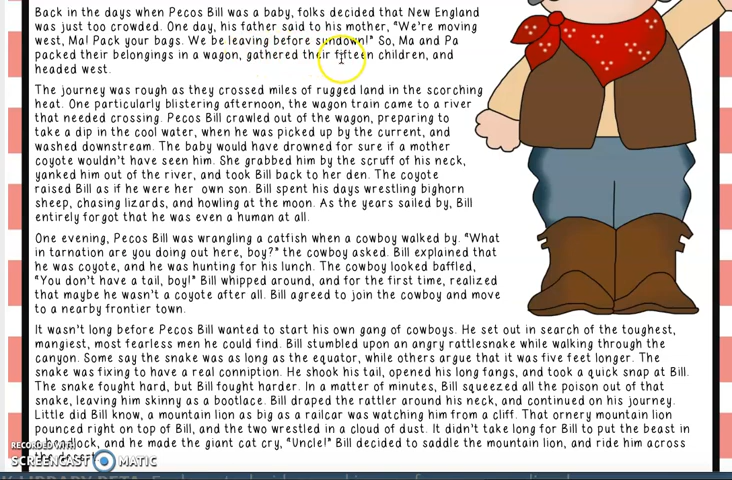 Back in the days when Pecos Bill was a baby, folks decided that New England
was just too crowded. One day, his father said to his mother, "We're moving
west, Ma! Pack your bags. We be leaving before sundown!" So, Ma and Pa
packed their belongings in a wagon, gathered their fifteen children, and
headed west.
The journey was rough as they crossed miles of rugged land in the scorching
heat. One particularly blistering afternoon, the wagon train came to a river
that needed crossing. Pecos Bill crawled out of the wagon, preparing to
take a dip in the cool water, when he was picked up by the current, and
washed downstream. The baby would have drowned for sure if a mother
coyote wouldn't have seen him. She grabbed him by the scruff of his neck,
yanked him out of the river, and took Bill back to her den. The coyote
raised Bill as if he were her own son. Bill spent his days wrestling bighorn
sheep, chasing lizards, and howling at the moon. As the years sailed by, Bill
entirely forgot that he was even a human at all.
One evening, Pecos Bill was wrangling a catfish when a cowboy walked by. "What
in tarnation are you doing out here, boy?" the cowboy asked. Bill explained that
he was coyote, and he was hunting for his lunch. The cowboy looked baffled,
"You don't have a tail, boy!" Bill whipped around, and for the first time, realized
that maybe he wasn't a coyote after all. Bill agreed to join the cowboy and move
to a nearby frontier town.
It wasn't long before Pecos Bill wanted to start his own gang of cowboys. He set out in search of the toughest,
mangiest, most fearless men he could find. Bill stumbled upon an angry rattlesnake while walking through the
canyon. Some say the snake was as long as the equator, while others argue that it was five feet longer. The
snake was fixing to have a real conniption. He shook his tail, opened his long fangs, and took a quick snap at Bill.
The snake fought hard, but Bill fought harder. In a matter of minutes, Bill squeezed all the poison out of that
snake, leaving him skinny as a bootlace. Bill draped the rattler around his neck, and continued on his journey.
Little did Bill know, a mountain lion as big as a railcar was watching him from a cliff. That ornery mountain lion
pounced right on top of Bill, and the two wrestled in a cloud of dust. It didn't take long for Bill to put the beast in
and he made the giant cat cry, "Uncle!" Bill decided to saddle the mountain lion, and ride him across
RECORDED WITH
SCREENCAST MATIC